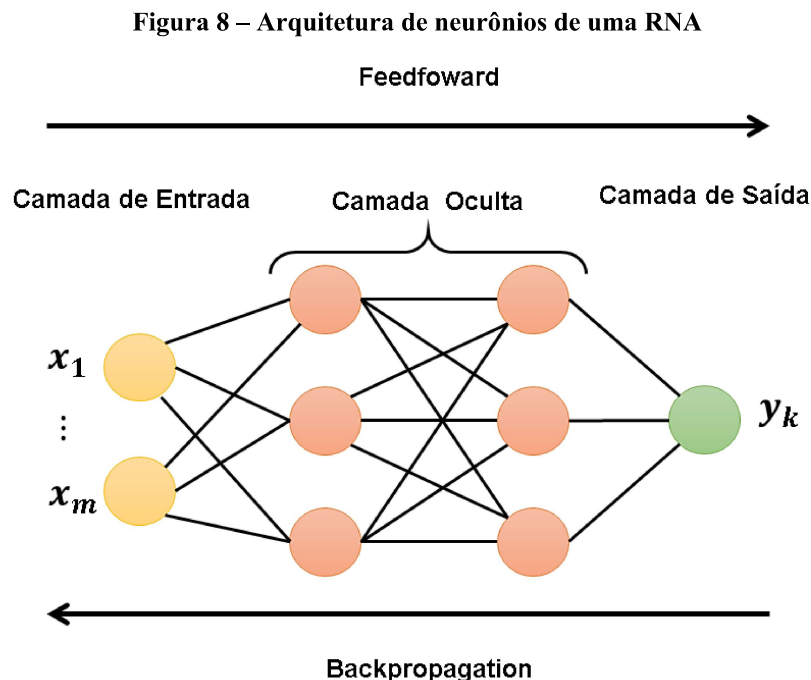 Figura 8 – Arquitetura de neurônios de uma RNA
Feedfoward
Camada de Entrada
Camada Oculta
Camada de Saída
x₁
⋮
xₘ
yₖ
Backpropagation